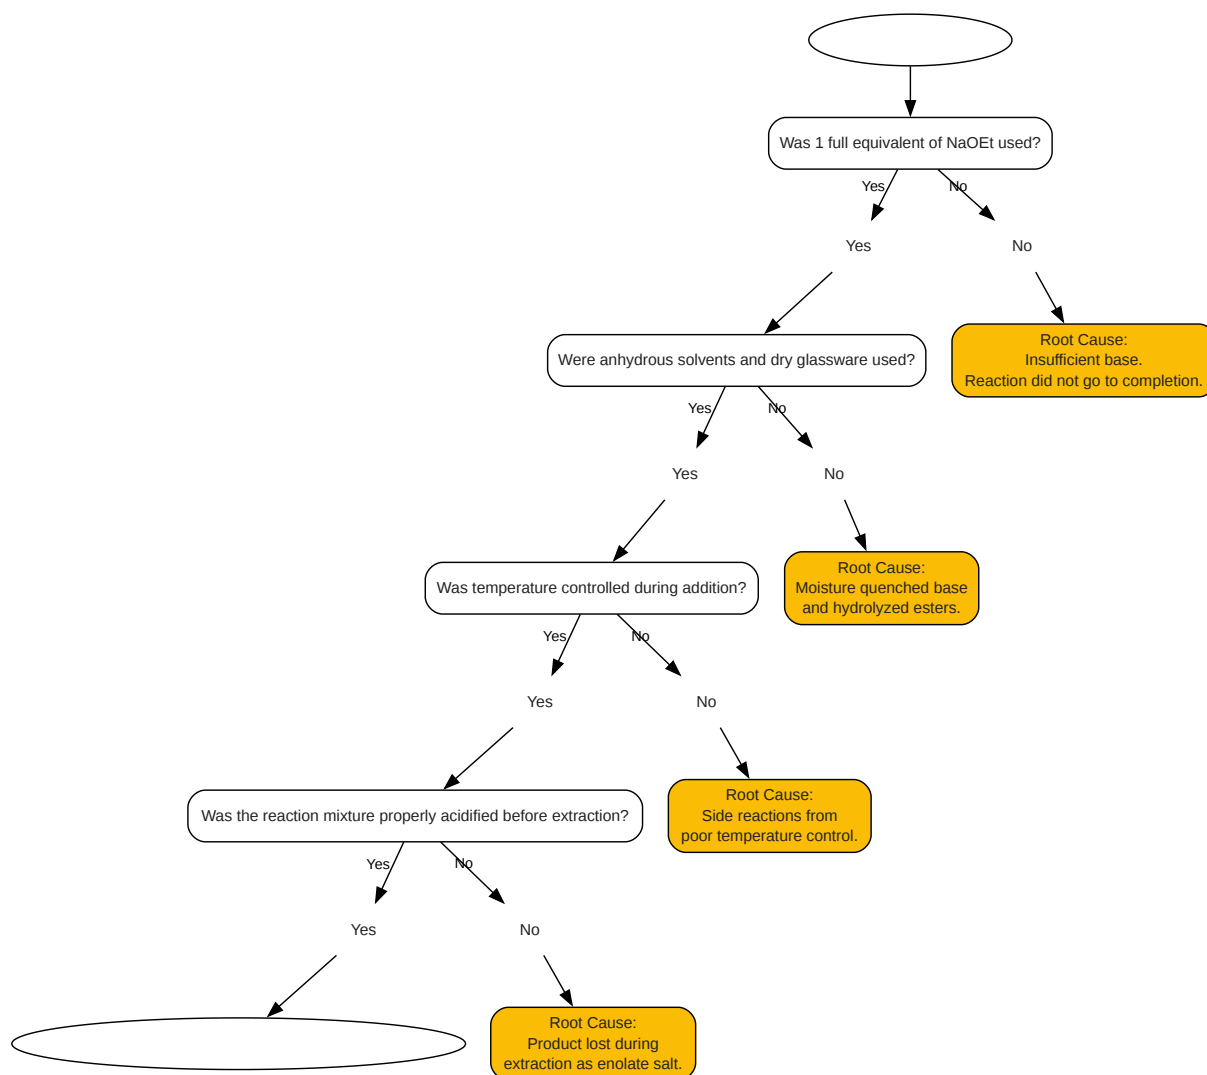 Was 1 full equivalent of NaOEt used?
Yes
No
Yes
No
Were anhydrous solvents and dry glassware used?
Root Cause:
Insufficient base.
Reaction did not go to completion.
Yes
No
Yes
No
Was temperature controlled during addition?
Root Cause:
Moisture quenched base
and hydrolyzed esters.
Yes
No
Yes
No
Was the reaction mixture properly acidified before extraction?
Root Cause:
Side reactions from
poor temperature control.
Yes
No
Yes
No
Root Cause:
Product lost during
extraction as enolate salt.